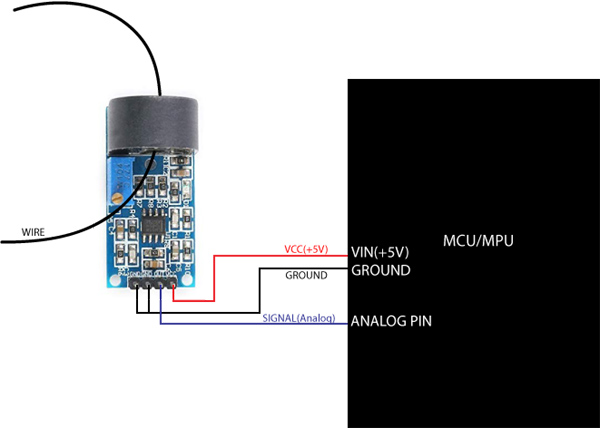 WIRE
VCC(+5V)
GROUND
SIGNAL(Analog)
VIN(+5V)
GROUND
ANALOG PIN
MCU/MPU